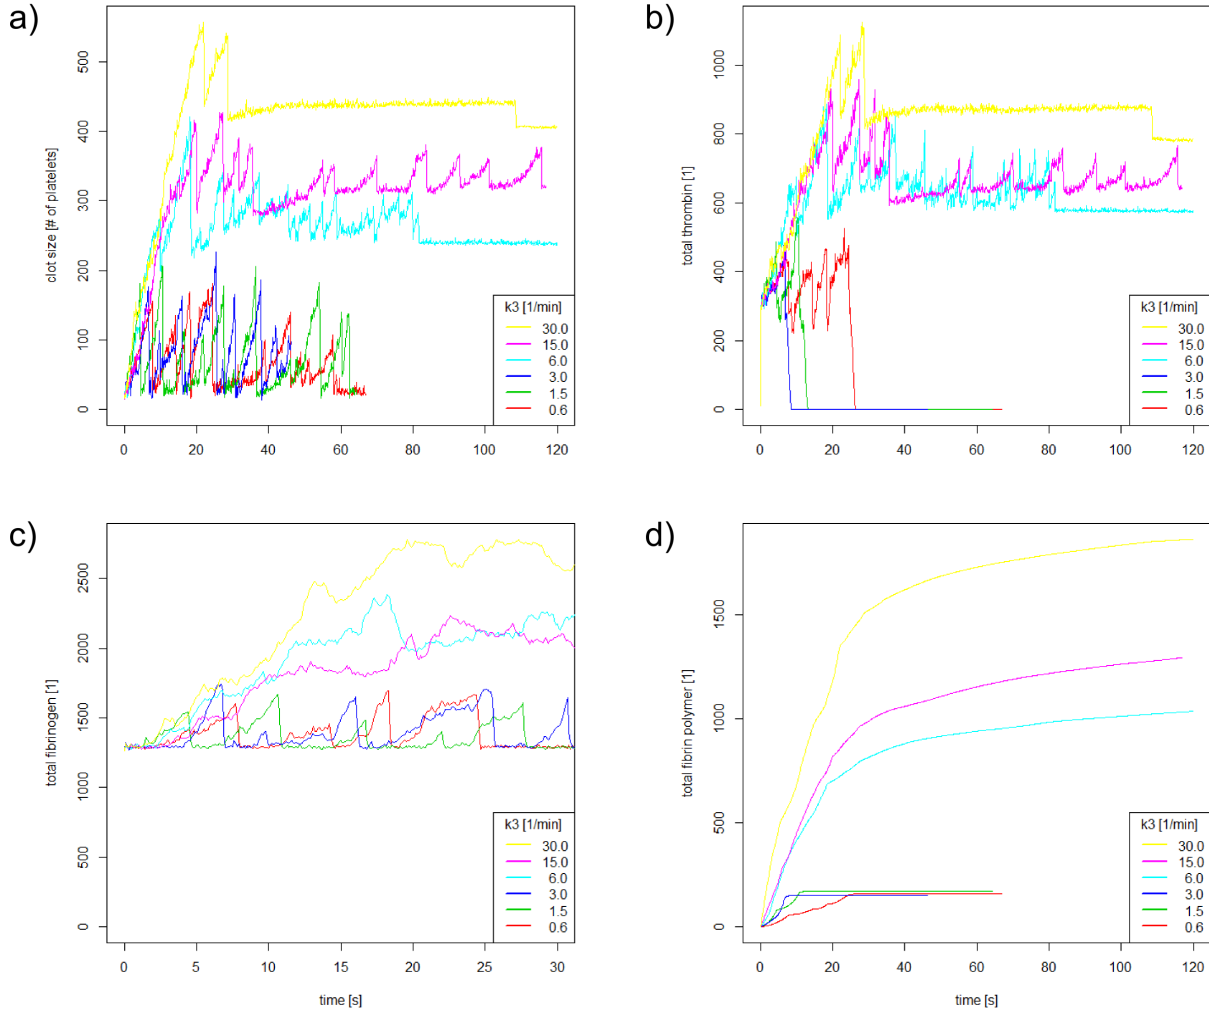 a)
clot size [# of platelets]
500
400
300
200
100
0
0 20 40 60 80 100 120
k3 [1/min]
30.0
15.0
6.0
3.0
1.5
0.6
b)
total thrombin [1]
1000
800
600
400
200
0
0 20 40 60 80 100 120
k3 [1/min]
30.0
15.0
6.0
3.0
1.5
0.6
c)
total fibrinogen [1]
2500
2000
1500
1000
500
0
0 5 10 15 20 25 30
time [s]
k3 [1/min]
30.0
15.0
6.0
3.0
1.5
0.6
d)
total fibrin polymer [1]
1500
1000
500
0
0 20 40 60 80 100 120
time [s]
k3 [1/min]
30.0
15.0
6.0
3.0
1.5
0.6